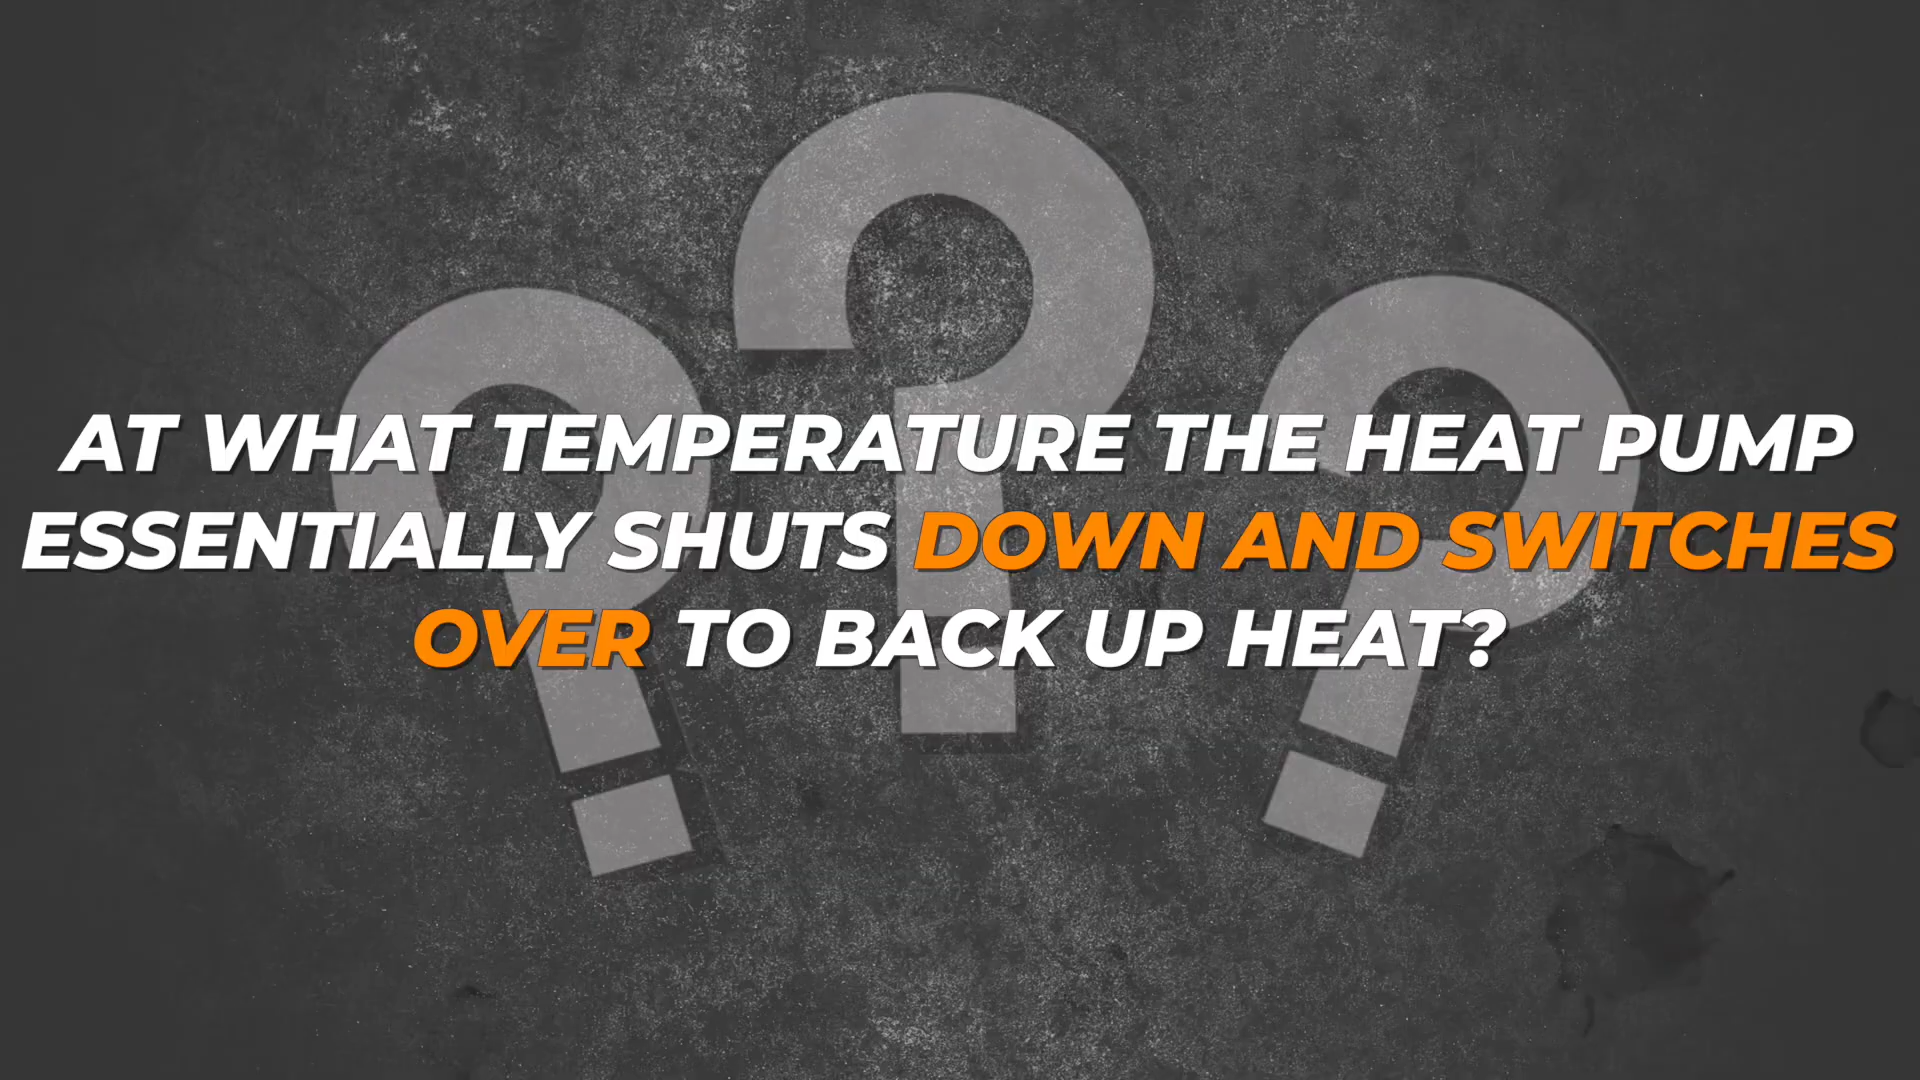 AT WHAT TEMPERATURE THE HEAT PUMP
ESSENTIALLY SHUTS DOWN AND SWITCHES
OVER TO BACK UP HEAT?